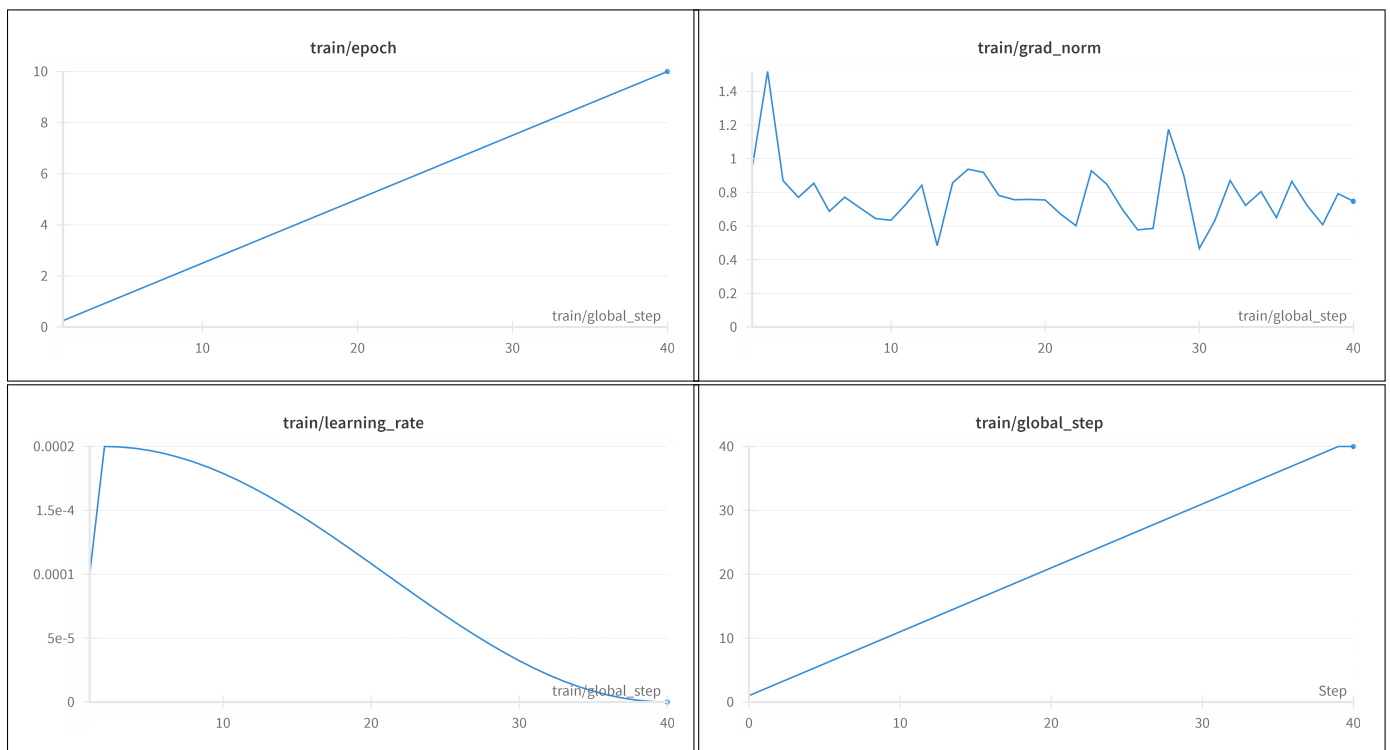 train/epoch
10
8
6
4
2
0
train/global_step
10 20 30 40
train/grad_norm
1.4
1.2
1
0.8
0.6
0.4
0.2
0
train/global_step
10 20 30 40
train/learning_rate
0.0002
1.5e-4
0.0001
5e-5
0
train/global_step
10 20 30 40
train/global_step
40
30
20
10
0
Step
0 10 20 30 40